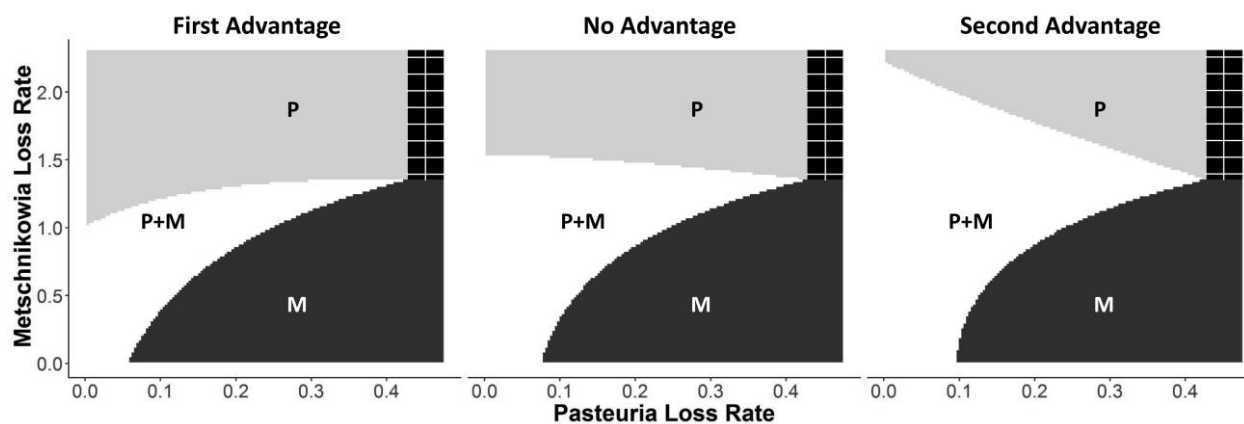 First Advantage
No Advantage
Second Advantage
Metschnikowia Loss Rate
2.0
1.5
1.0
0.5
0.0
P
P+M
M
P
P+M
M
P
P+M
M
0.0 0.1 0.2 0.3 0.4
0.0 0.1 0.2 0.3 0.4
0.0 0.1 0.2 0.3 0.4
Pasteuria Loss Rate